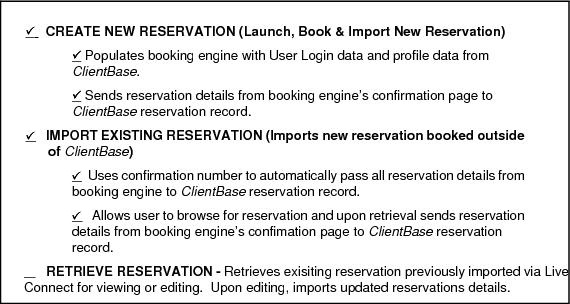 ✓ CREATE NEW RESERVATION (Launch, Book & Import New Reservation)
✓ Populates booking engine with User Login data and profile data from
ClientBase.
✓ Sends reservation details from booking engine's confirmation page to
ClientBase reservation record.
✓ IMPORT EXISTING RESERVATION (Imports new reservation booked outside
of ClientBase)
✓ Uses confirmation number to automatically pass all reservation details from
booking engine to ClientBase reservation record.
✓ Allows user to browse for reservation and upon retrieval sends reservation
details from booking engine's confimation page to ClientBase reservation
record.
__ RETRIEVE RESERVATION - Retrieves exisiting reservation previously imported via Live
Connect for viewing or editing. Upon editing, imports updated reservations details.